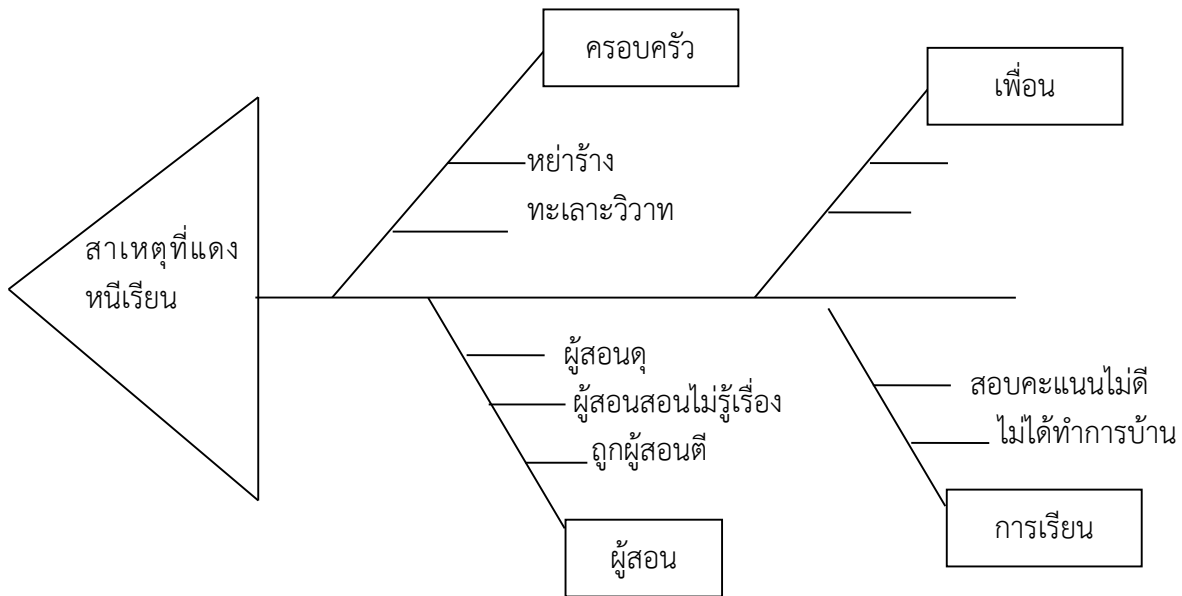 ครอบครัว
เพื่อน
หย่าร้าง
ทะเลาะวิวาท
สาเหตุที่แดง
หนีเรียน
ผู้สอนดุ
ผู้สอนสอนไม่รู้เรื่อง
ถูกผู้สอนตี
สอบคะแนนไม่ดี
ไม่ได้ทำการบ้าน
การเรียน
ผู้สอน